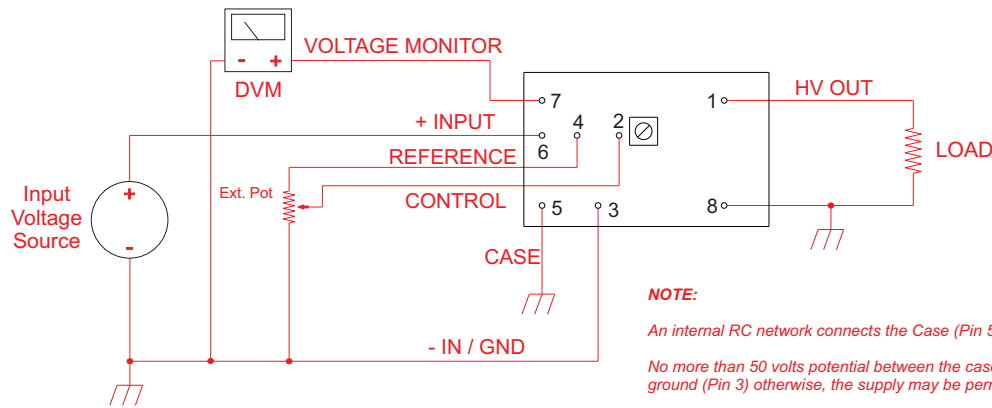 - +
DVM
VOLTAGE MONITOR
7
1
HV OUT
+ INPUT
6
4
2
REFERENCE
LOAD
Input
Voltage
Source
+
-
Ext. Pot
CONTROL
5
3
8
CASE
- IN / GND
NOTE:
An internal RC network connects the Case (Pin 5
No more than 50 volts potential between the case
ground (Pin 3) otherwise, the supply may be